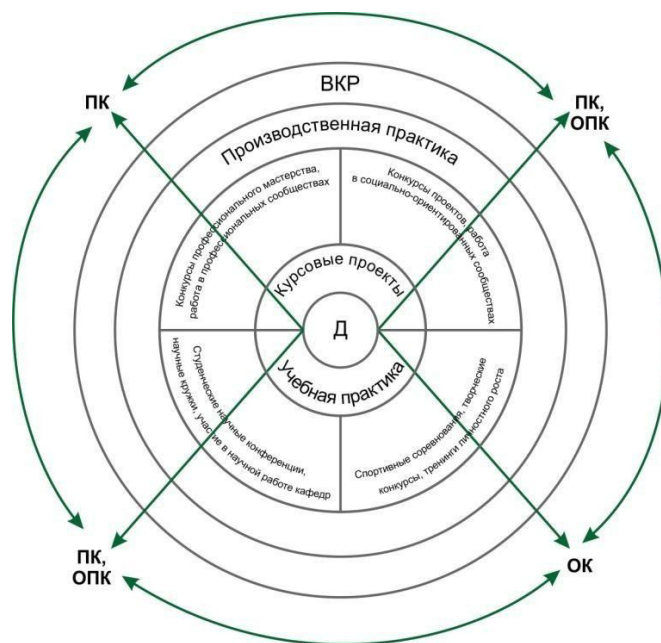 ВКР
ПК
ПК,
ОПК
Производственная практика
Конкурсы профессионального мастерства,
работа в профессиональных сообществах
Конкурсы проектов, работа
в социально-ориентированных сообществах
Курсовые проекты
Д
Учебная практика
Студенческие научные конференции,
научные кружки, участие в научной работе кафедр
Спортивные соревнования, творческие
конкурсы, тренинги личностного роста
ПК,
ОПК
ОК